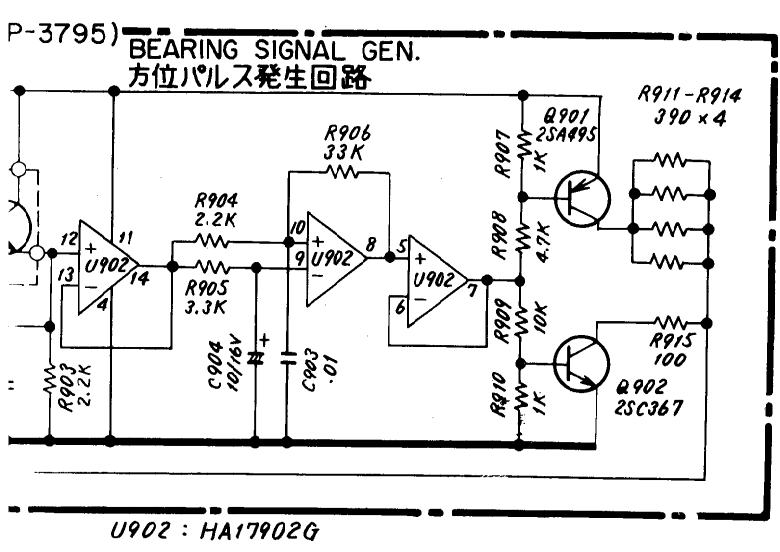 P-3795)
BEARING SIGNAL GEN.
方位パルス発生回路
R911-R914
390 × 4
Q901
2SA495
R906
33K
R907
1K
R904
2.2K
R908
4.7K
12
+
11
10
+
8
5
+
U902
9
-
U902
U902
13
-
14
4
R905
3.3K
6
-
7
R909
10K
R903
2.2K
C904
10/16V
+
C903
.01
R915
100
R910
1K
Q902
2SC367
U902 : HA17902G